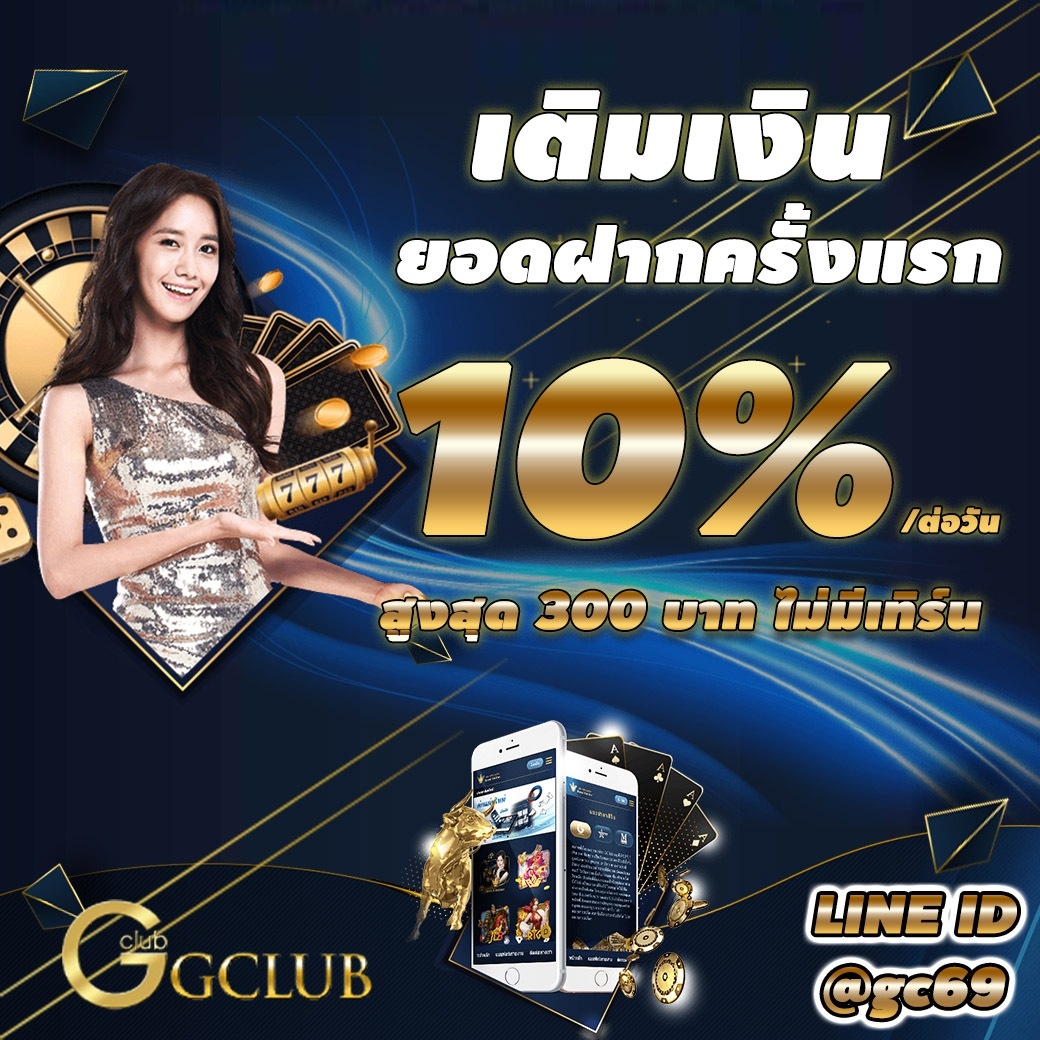 เติมเงิน
ยอดฝากครั้งแรก
10%
/ต่อวัน
สูงสุด 300 บาท ไม่มีเทิร์น
777
A
A
A
A
RTG
club
GCLUB
LINE ID
@gc69